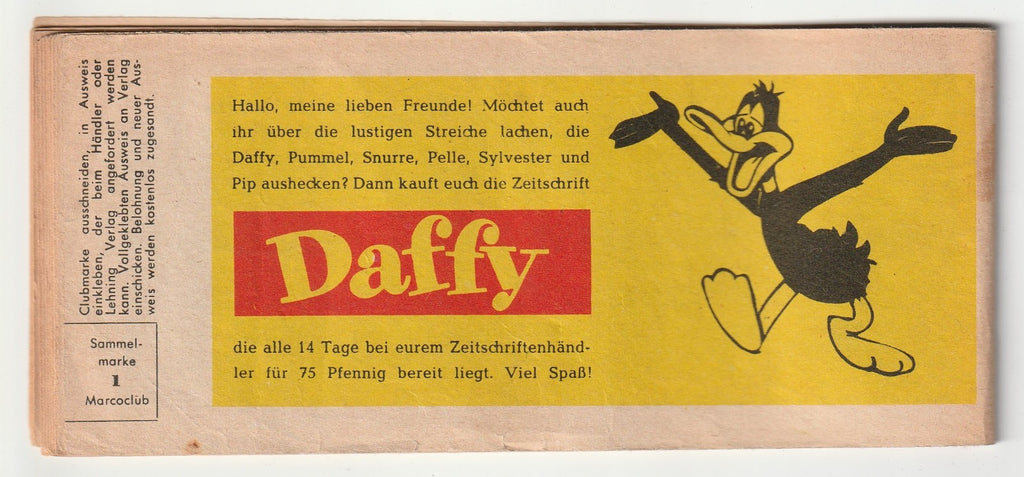 Clubmarke ausschneiden, in Ausweis
einkleben, der beim Händler oder
Lehning Verlag angefordert werden
kann. Vollgeklebten Ausweis an Verlag
einschicken. Belohnung und neuer Aus-
weis werden kostenlos zugesandt.
Sammel-
marke
1
Marcoclub
Hallo, meine lieben Freunde! Möchtet auch
ihr über die lustigen Streiche lachen, die
Daffy, Pummel, Snurre, Pelle, Sylvester und
Pip aushecken? Dann kauft euch die Zeitschrift
Daffy
die alle 14 Tage bei eurem Zeitschriftenhänd-
ler für 75 Pfennig bereit liegt. Viel Spaß!